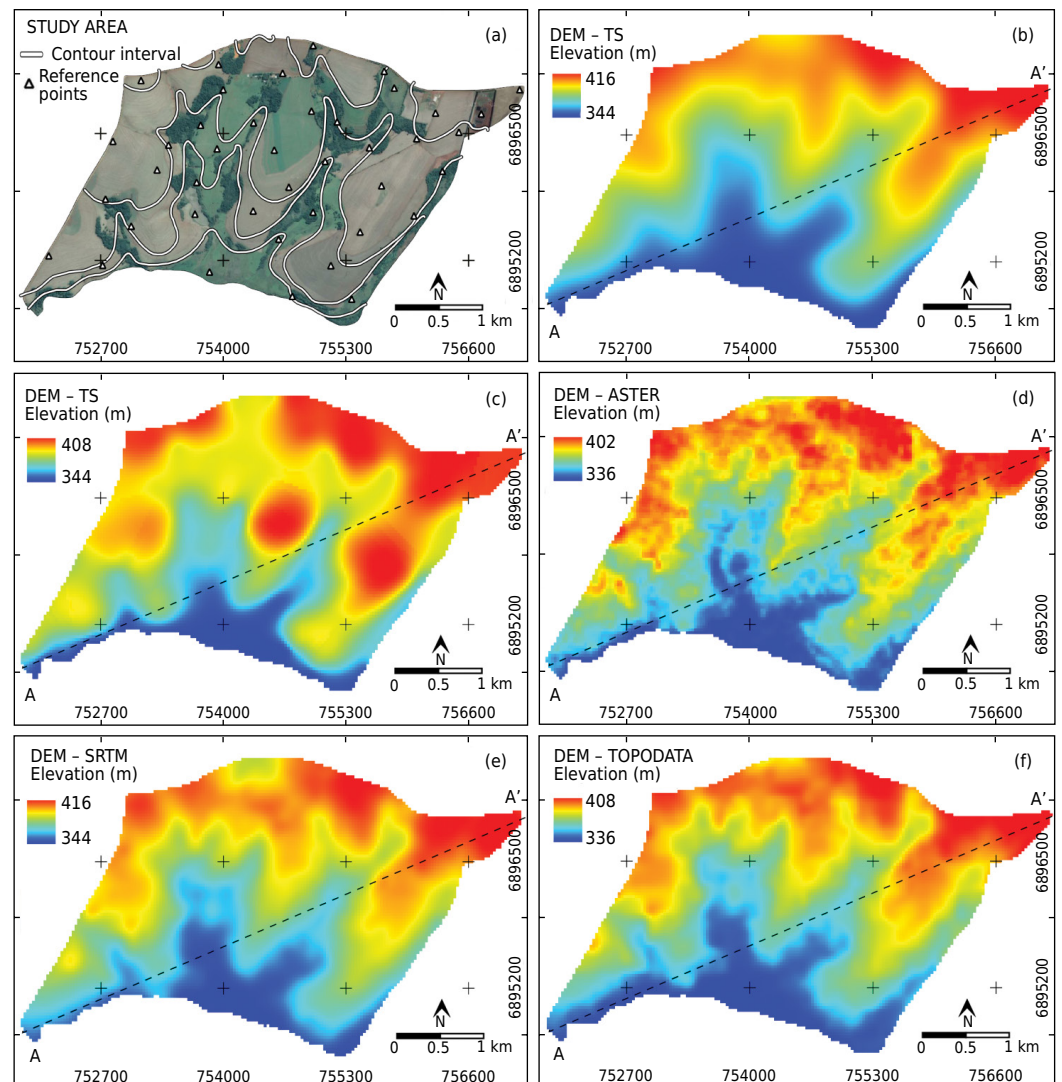 STUDY AREA
(a)
Contour interval
Reference
points
6896500
6895200
N
0 0.5 1 km
752700 754000 755300 756600
DEM – TS
Elevation (m)
(b)
416
344
A'
6896500
6895200
A
N
0 0.5 1 km
752700 754000 755300 756600
DEM – TS
Elevation (m)
(c)
408
344
A'
6896500
6895200
A
N
0 0.5 1 km
752700 754000 755300 756600
DEM – ASTER
Elevation (m)
(d)
402
336
A'
6896500
6895200
A
N
0 0.5 1 km
752700 754000 755300 756600
DEM – SRTM
Elevation (m)
(e)
416
344
A'
6896500
6895200
A
N
0 0.5 1 km
752700 754000 755300 756600
DEM – TOPODATA
Elevation (m)
(f)
408
336
A'
6896500
6895200
A
N
0 0.5 1 km
752700 754000 755300 756600